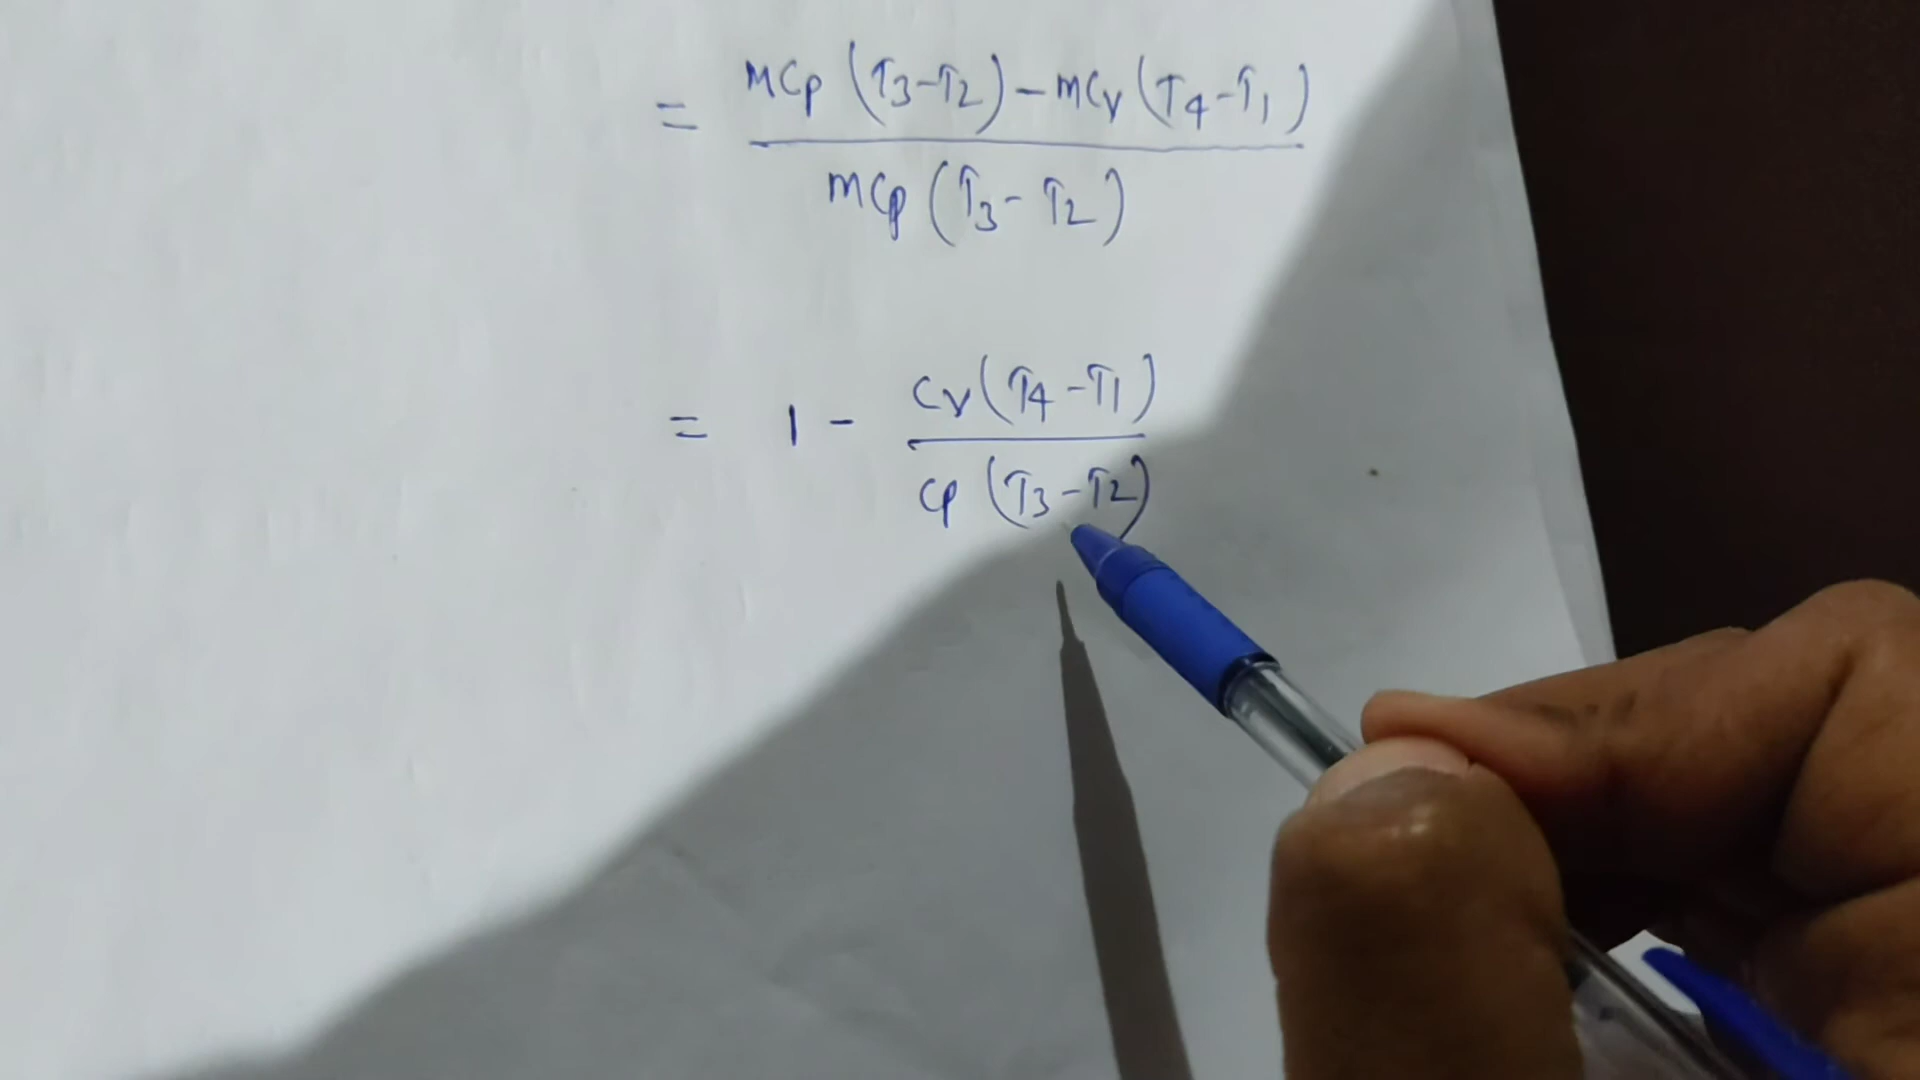 = mCp (T3-T2) - mCv (T4-T1)
mCp (T3 - T2)
= 1 - Cv (T4 - T1)
Cp (T3 - T2)